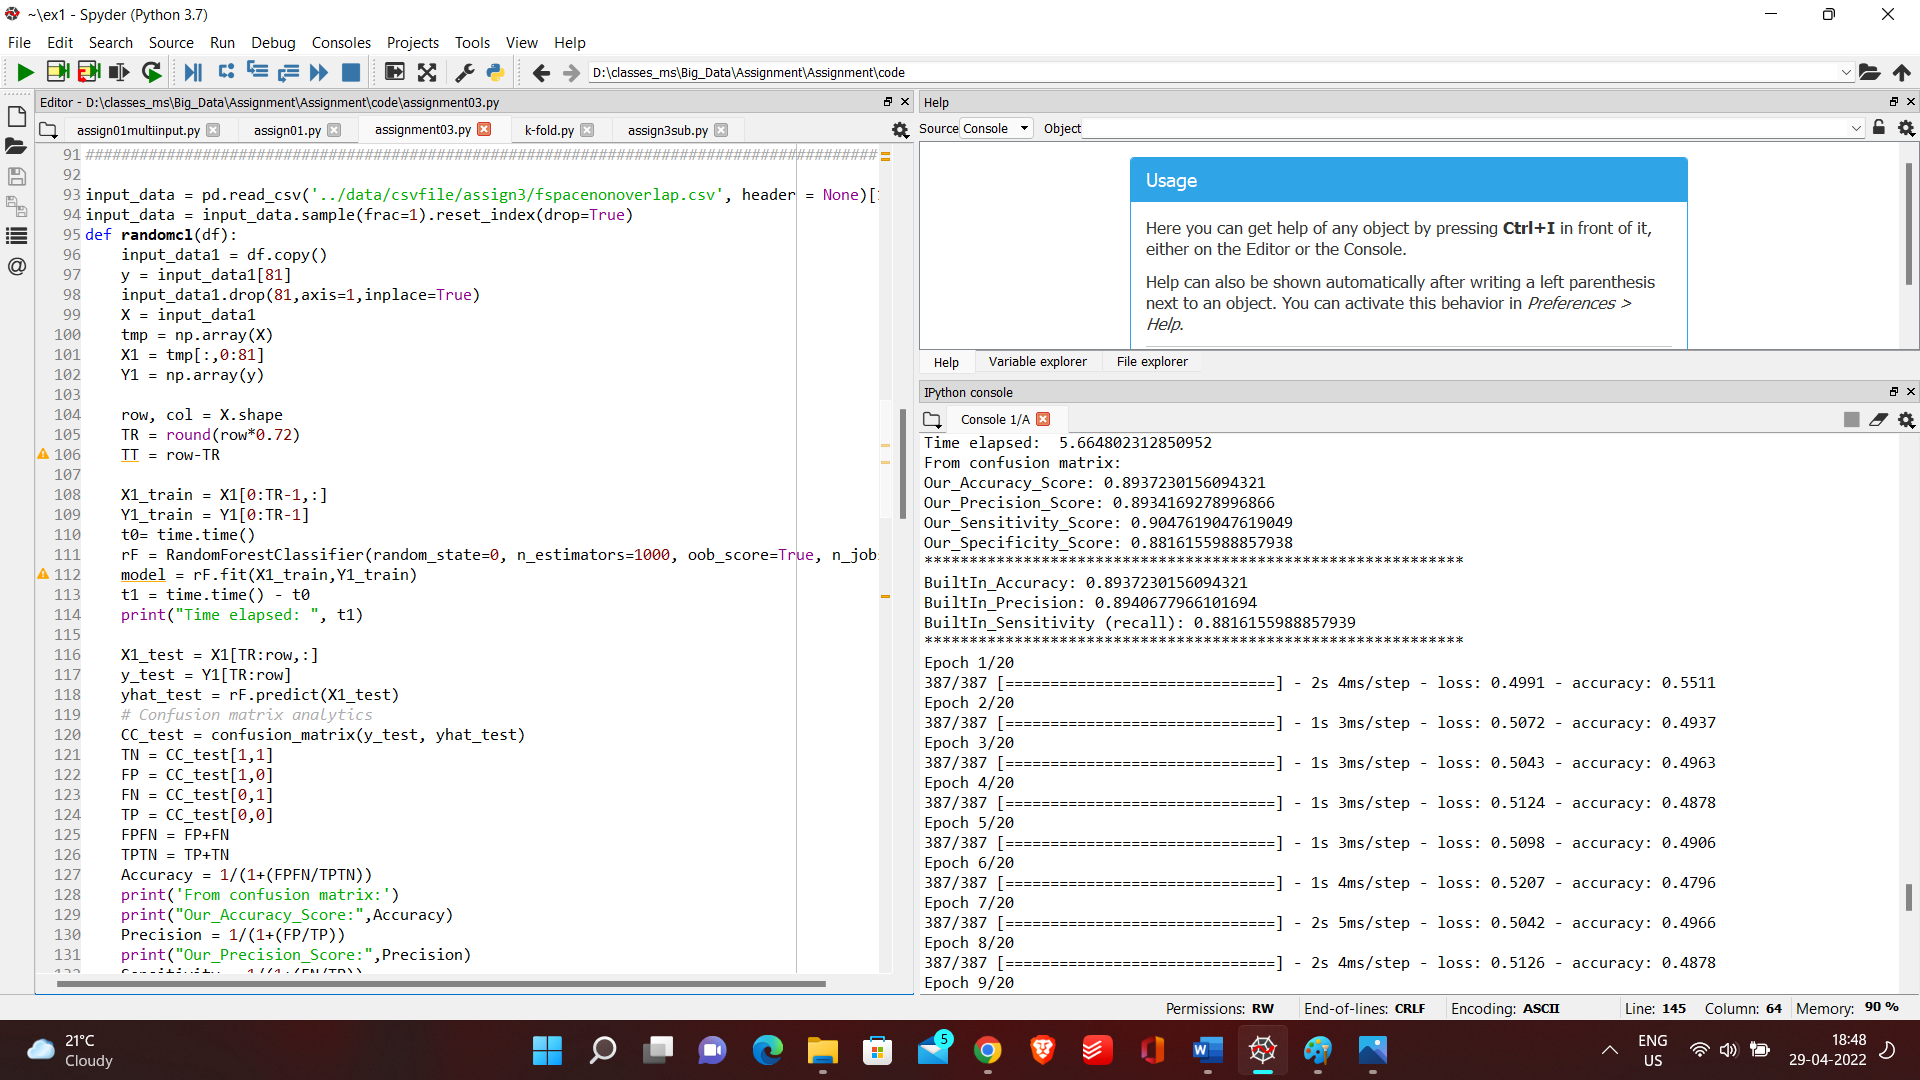 ~\ex1 - Spyder (Python 3.7)
File Edit Search Source Run Debug Consoles Projects Tools View Help
D:\classes_ms\Big_Data\Assignment\Assignment\code
Editor - D:\classes_ms\Big_Data\Assignment\Assignment\code\assignment03.py
assign01multiinput.py assign01.py assignment03.py k-fold.py assign3sub.py
91 ########################################################################################
92
93 input_data = pd.read_csv('../data/csvfile/assign3/fspacenonoverlap.csv', header = None)[
94 input_data = input_data.sample(frac=1).reset_index(drop=True)
95 def randomcl(df):
96 input_data1 = df.copy()
97 y = input_data1[81]
98 input_data1.drop(81,axis=1,inplace=True)
99 X = input_data1
100 tmp = np.array(X)
101 X1 = tmp[:,0:81]
102 Y1 = np.array(y)
103
104 row, col = X.shape
105 TR = round(row*0.72)
106 TT = row-TR
107
108 X1_train = X1[0:TR-1,:]
109 Y1_train = Y1[0:TR-1]
110 t0= time.time()
111 rF = RandomForestClassifier(random_state=0, n_estimators=1000, oob_score=True, n_job
112 model = rF.fit(X1_train,Y1_train)
113 t1 = time.time() - t0
114 print("Time elapsed: ", t1)
115
116 X1_test = X1[TR:row,:]
117 y_test = Y1[TR:row]
118 yhat_test = rF.predict(X1_test)
119 # Confusion matrix analytics
120 CC_test = confusion_matrix(y_test, yhat_test)
121 TN = CC_test[1,1]
122 FP = CC_test[1,0]
123 FN = CC_test[0,1]
124 TP = CC_test[0,0]
125 FPFN = FP+FN
126 TPTN = TP+TN
127 Accuracy = 1/(1+(FPFN/TPTN))
128 print('From confusion matrix:')
129 print("Our_Accuracy_Score:",Accuracy)
130 Precision = 1/(1+(FP/TP))
131 print("Our_Precision_Score:",Precision)
132 Sensitivity = 1/(1+(FN/TP))
Help
Source Console Object
Usage
Here you can get help of any object by pressing Ctrl+I in front of it,
either on the Editor or the Console.
Help can also be shown automatically after writing a left parenthesis
next to an object. You can activate this behavior in Preferences >
Help.
Help Variable explorer File explorer
IPython console
Console 1/A
Time elapsed:  5.664802312850952
From confusion matrix:
Our_Accuracy_Score: 0.8937230156094321
Our_Precision_Score: 0.8934169278996866
Our_Sensitivity_Score: 0.9047619047619049
Our_Specificity_Score: 0.8816155988857938
************************************************************
BuiltIn_Accuracy: 0.8937230156094321
BuiltIn_Precision: 0.8940677966101694
BuiltIn_Sensitivity (recall): 0.8816155988857939
************************************************************
Epoch 1/20
387/387 [==============================] - 2s 4ms/step - loss: 0.4991 - accuracy: 0.5511
Epoch 2/20
387/387 [==============================] - 1s 3ms/step - loss: 0.5072 - accuracy: 0.4937
Epoch 3/20
387/387 [==============================] - 1s 3ms/step - loss: 0.5043 - accuracy: 0.4963
Epoch 4/20
387/387 [==============================] - 1s 3ms/step - loss: 0.5124 - accuracy: 0.4878
Epoch 5/20
387/387 [==============================] - 1s 3ms/step - loss: 0.5098 - accuracy: 0.4906
Epoch 6/20
387/387 [==============================] - 1s 4ms/step - loss: 0.5207 - accuracy: 0.4796
Epoch 7/20
387/387 [==============================] - 2s 5ms/step - loss: 0.5042 - accuracy: 0.4966
Epoch 8/20
387/387 [==============================] - 2s 4ms/step - loss: 0.5126 - accuracy: 0.4878
Epoch 9/20
Permissions: RW End-of-lines: CRLF Encoding: ASCII Line: 145 Column: 64 Memory: 90 %
21°C
Cloudy
5
ENG
US
18:48
29-04-2022